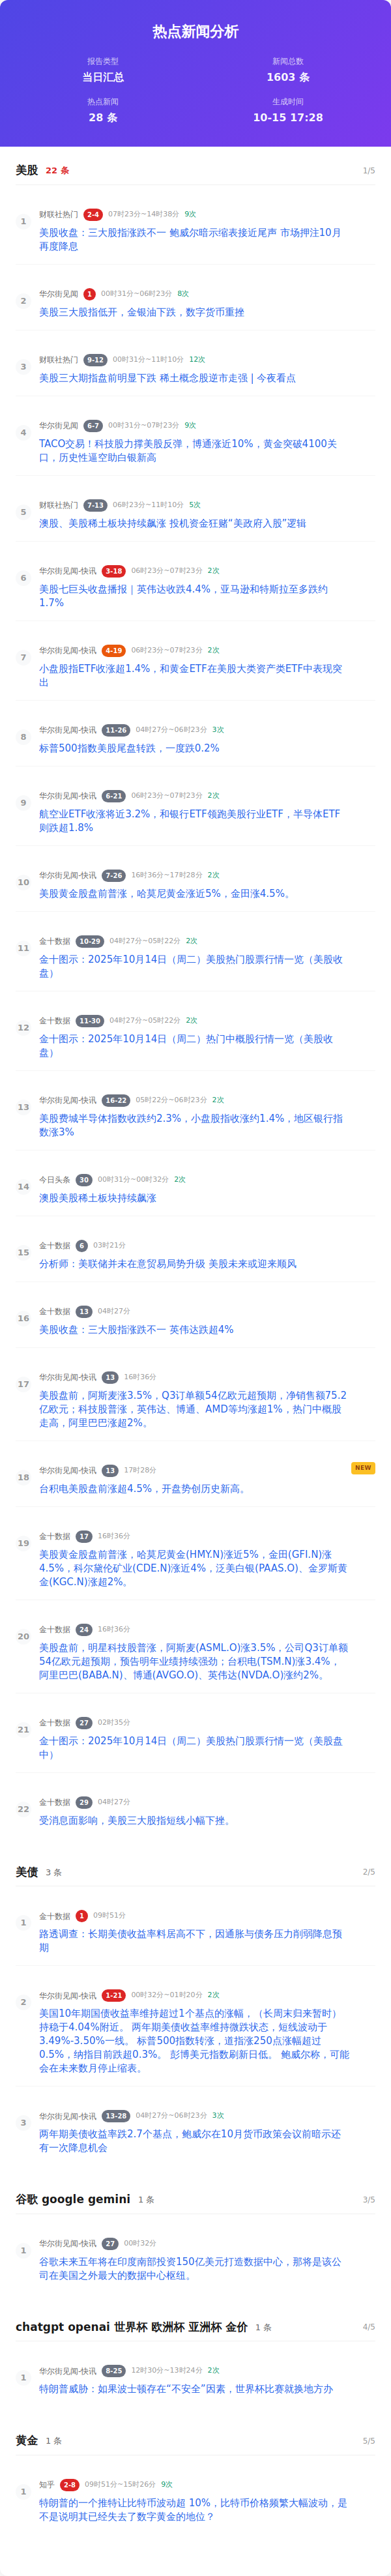 热点新闻分析
报告类型
当日汇总
新闻总数
1603 条
热点新闻
28 条
生成时间
10-15 17:28
美股 22 条 1/5
1
财联社热门 2-4 07时23分~14时38分 9次
美股收盘：三大股指涨跌不一 鲍威尔暗示缩表接近尾声 市场押注10月
再度降息
2
华尔街见闻 1 00时31分~06时23分 8次
美股三大股指低开，金银油下跌，数字货币重挫
3
财联社热门 9-12 00时31分~11时10分 12次
美股三大期指盘前明显下跌 稀土概念股逆市走强 | 今夜看点
4
华尔街见闻 6-7 00时31分~07时23分 9次
TACO交易！科技股力撑美股反弹，博通涨近10%，黄金突破4100关
口，历史性逼空助白银新高
5
财联社热门 7-13 06时23分~11时10分 5次
澳股、美股稀土板块持续飙涨 投机资金狂赌“美政府入股”逻辑
6
华尔街见闻-快讯 3-18 06时23分~07时23分 2次
美股七巨头收盘播报｜英伟达收跌4.4%，亚马逊和特斯拉至多跌约
1.7%
7
华尔街见闻-快讯 4-19 06时23分~07时23分 2次
小盘股指ETF收涨超1.4%，和黄金ETF在美股大类资产类ETF中表现突
出
8
华尔街见闻-快讯 11-26 04时27分~06时23分 3次
标普500指数美股尾盘转跌，一度跌0.2%
9
华尔街见闻-快讯 6-21 06时23分~07时23分 2次
航空业ETF收涨将近3.2%，和银行ETF领跑美股行业ETF，半导体ETF
则跌超1.8%
10
华尔街见闻-快讯 7-26 16时36分~17时28分 2次
美股黄金股盘前普涨，哈莫尼黄金涨近5%，金田涨4.5%。
11
金十数据 10-29 04时27分~05时22分 2次
金十图示：2025年10月14日（周二）美股热门股票行情一览（美股收
盘）
12
金十数据 11-30 04时27分~05时22分 2次
金十图示：2025年10月14日（周二）热门中概股行情一览（美股收
盘）
13
华尔街见闻-快讯 16-22 05时22分~06时23分 2次
美股费城半导体指数收跌约2.3%，小盘股指收涨约1.4%，地区银行指
数涨3%
14
今日头条 30 00时31分~00时32分 2次
澳股美股稀土板块持续飙涨
15
金十数据 6 03时21分
分析师：美联储并未在意贸易局势升级 美股未来或迎来顺风
16
金十数据 13 04时27分
美股收盘：三大股指涨跌不一 英伟达跌超4%
17
华尔街见闻-快讯 13 16时36分
美股盘前，阿斯麦涨3.5%，Q3订单额54亿欧元超预期，净销售额75.2
亿欧元；科技股普涨，英伟达、博通、AMD等均涨超1%，热门中概股
走高，阿里巴巴涨超2%。
18
华尔街见闻-快讯 13 17时28分 NEW
台积电美股盘前涨超4.5%，开盘势创历史新高。
19
金十数据 17 16时36分
美股黄金股盘前普涨，哈莫尼黄金(HMY.N)涨近5%，金田(GFI.N)涨
4.5%，科尔黛伦矿业(CDE.N)涨近4%，泛美白银(PAAS.O)、金罗斯黄
金(KGC.N)涨超2%。
20
金十数据 24 16时36分
美股盘前，明星科技股普涨，阿斯麦(ASML.O)涨3.5%，公司Q3订单额
54亿欧元超预期，预告明年业绩持续强劲；台积电(TSM.N)涨3.4%，
阿里巴巴(BABA.N)、博通(AVGO.O)、英伟达(NVDA.O)涨约2%。
21
金十数据 27 02时35分
金十图示：2025年10月14日（周二）美股热门股票行情一览（美股盘
中）
22
金十数据 29 04时27分
受消息面影响，美股三大股指短线小幅下挫。
美债 3 条 2/5
1
金十数据 1 09时51分
路透调查：长期美债收益率料居高不下，因通胀与债务压力削弱降息预
期
2
华尔街见闻-快讯 1-21 00时32分~01时20分 2次
美国10年期国债收益率维持超过1个基点的涨幅，（长周末归来暂时）
持稳于4.04%附近。 两年期美债收益率维持微跌状态，短线波动于
3.49%-3.50%一线。 标普500指数转涨，道指涨250点涨幅超过
0.5%，纳指目前跌超0.3%。 彭博美元指数刷新日低。 鲍威尔称，可能
会在未来数月停止缩表。
3
华尔街见闻-快讯 13-28 04时27分~06时23分 3次
两年期美债收益率跌2.7个基点，鲍威尔在10月货币政策会议前暗示还
有一次降息机会
谷歌 google gemini 1 条 3/5
1
华尔街见闻-快讯 27 00时32分
谷歌未来五年将在印度南部投资150亿美元打造数据中心，那将是该公
司在美国之外最大的数据中心枢纽。
chatgpt openai 世界杯 欧洲杯 亚洲杯 金价 1 条 4/5
1
华尔街见闻-快讯 8-25 12时30分~13时24分 2次
特朗普威胁：如果波士顿存在“不安全”因素，世界杯比赛就换地方办
黄金 1 条 5/5
1
知乎 2-8 09时51分~15时26分 9次
特朗普的一个推特让比特币波动超 10%，比特币价格频繁大幅波动，是
不是说明其已经失去了数字黄金的地位？